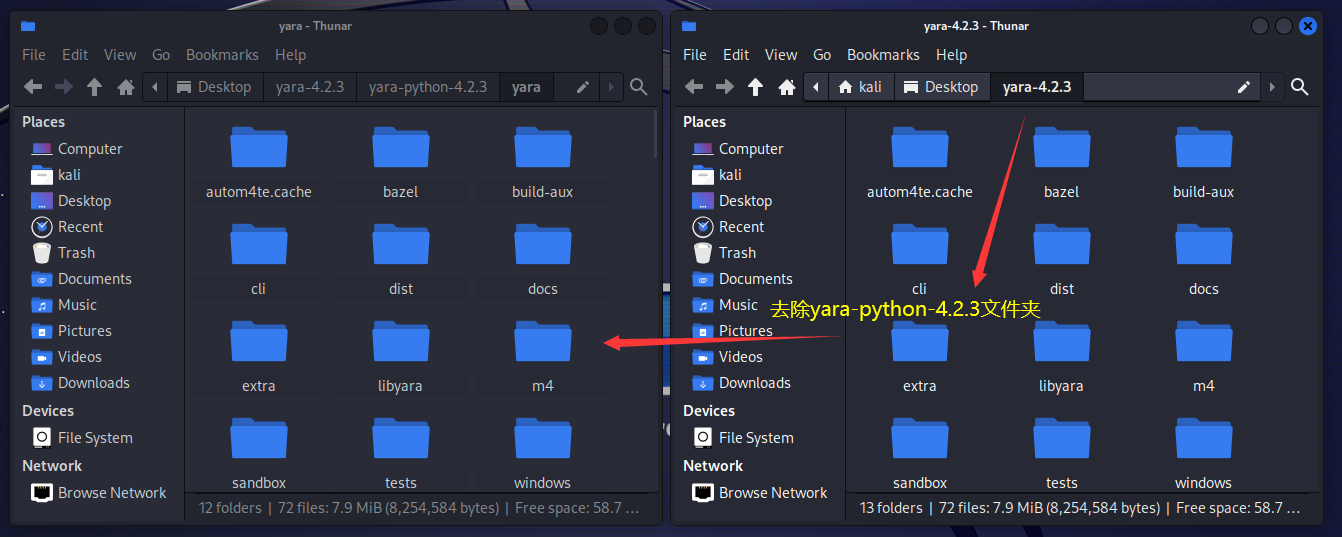 yara - Thunar
File Edit View Go Bookmarks Help
Desktop yara-4.2.3 yara-python-4.2.3 yara
Places
Computer
kali
Desktop
Recent
Trash
Documents
Music
Pictures
Videos
Downloads
Devices
File System
Network
Browse Network
autom4te.cache bazel build-aux
cli dist docs
extra libyara m4
sandbox tests windows
12 folders | 72 files: 7.9 MiB (8,254,584 bytes) | Free space: 58.7 ...
yara-4.2.3 - Thunar
File Edit View Go Bookmarks Help
kali Desktop yara-4.2.3
Places
Computer
kali
Desktop
Recent
Trash
Documents
Music
Pictures
Videos
Downloads
Devices
File System
Network
Browse Network
autom4te.cache bazel build-aux
cli dist docs
去除yara-python-4.2.3文件夹
extra libyara m4
sandbox tests windows
13 folders | 72 files: 7.9 MiB (8,254,584 bytes) | Free space: 58.7 ...